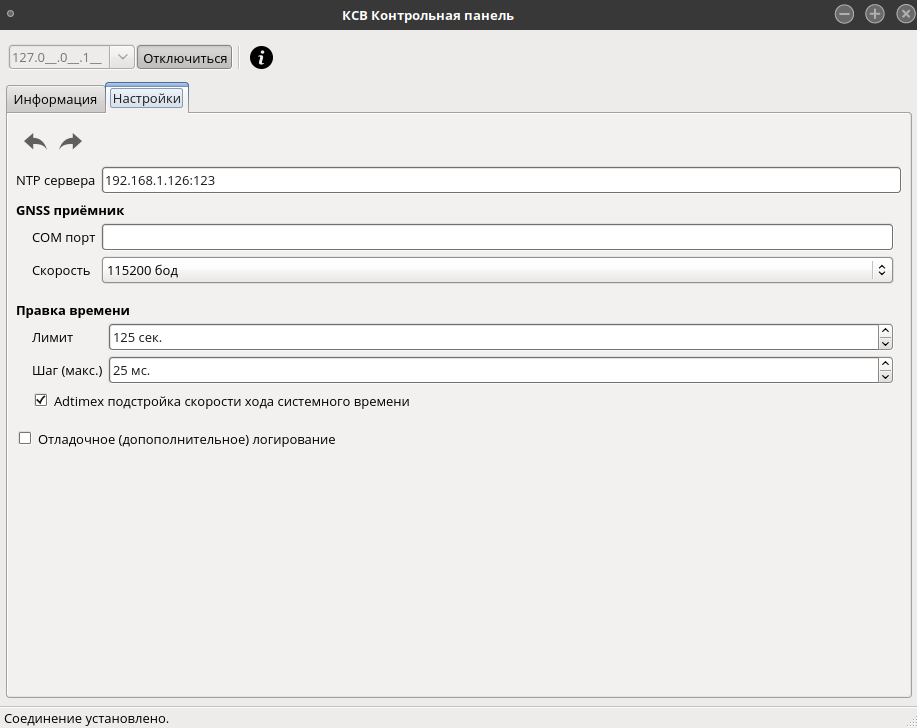 КСВ Контрольная панель
127.0__.0__.1__ Отключиться
Информация Настройки
NTP сервера 192.168.1.126:123
GNSS приёмник
COM порт
Скорость 115200 бод
Правка времени
Лимит 125 сек.
Шаг (макс.) 25 мс.
Adtimex подстройка скорости хода системного времени
Отладочное (допополнительное) логирование
Соединение установлено.